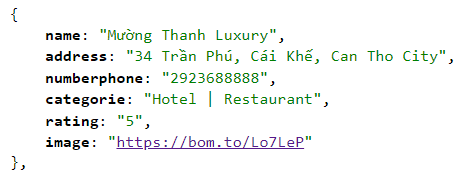 {
name: "Mường Thanh Luxury",
address: "34 Trần Phú, Cái Khế, Can Tho City",
numberphone: "2923688888",
categorie: "Hotel | Restaurant",
rating: "5",
image: "https://bom.to/Lo7LeP"
},